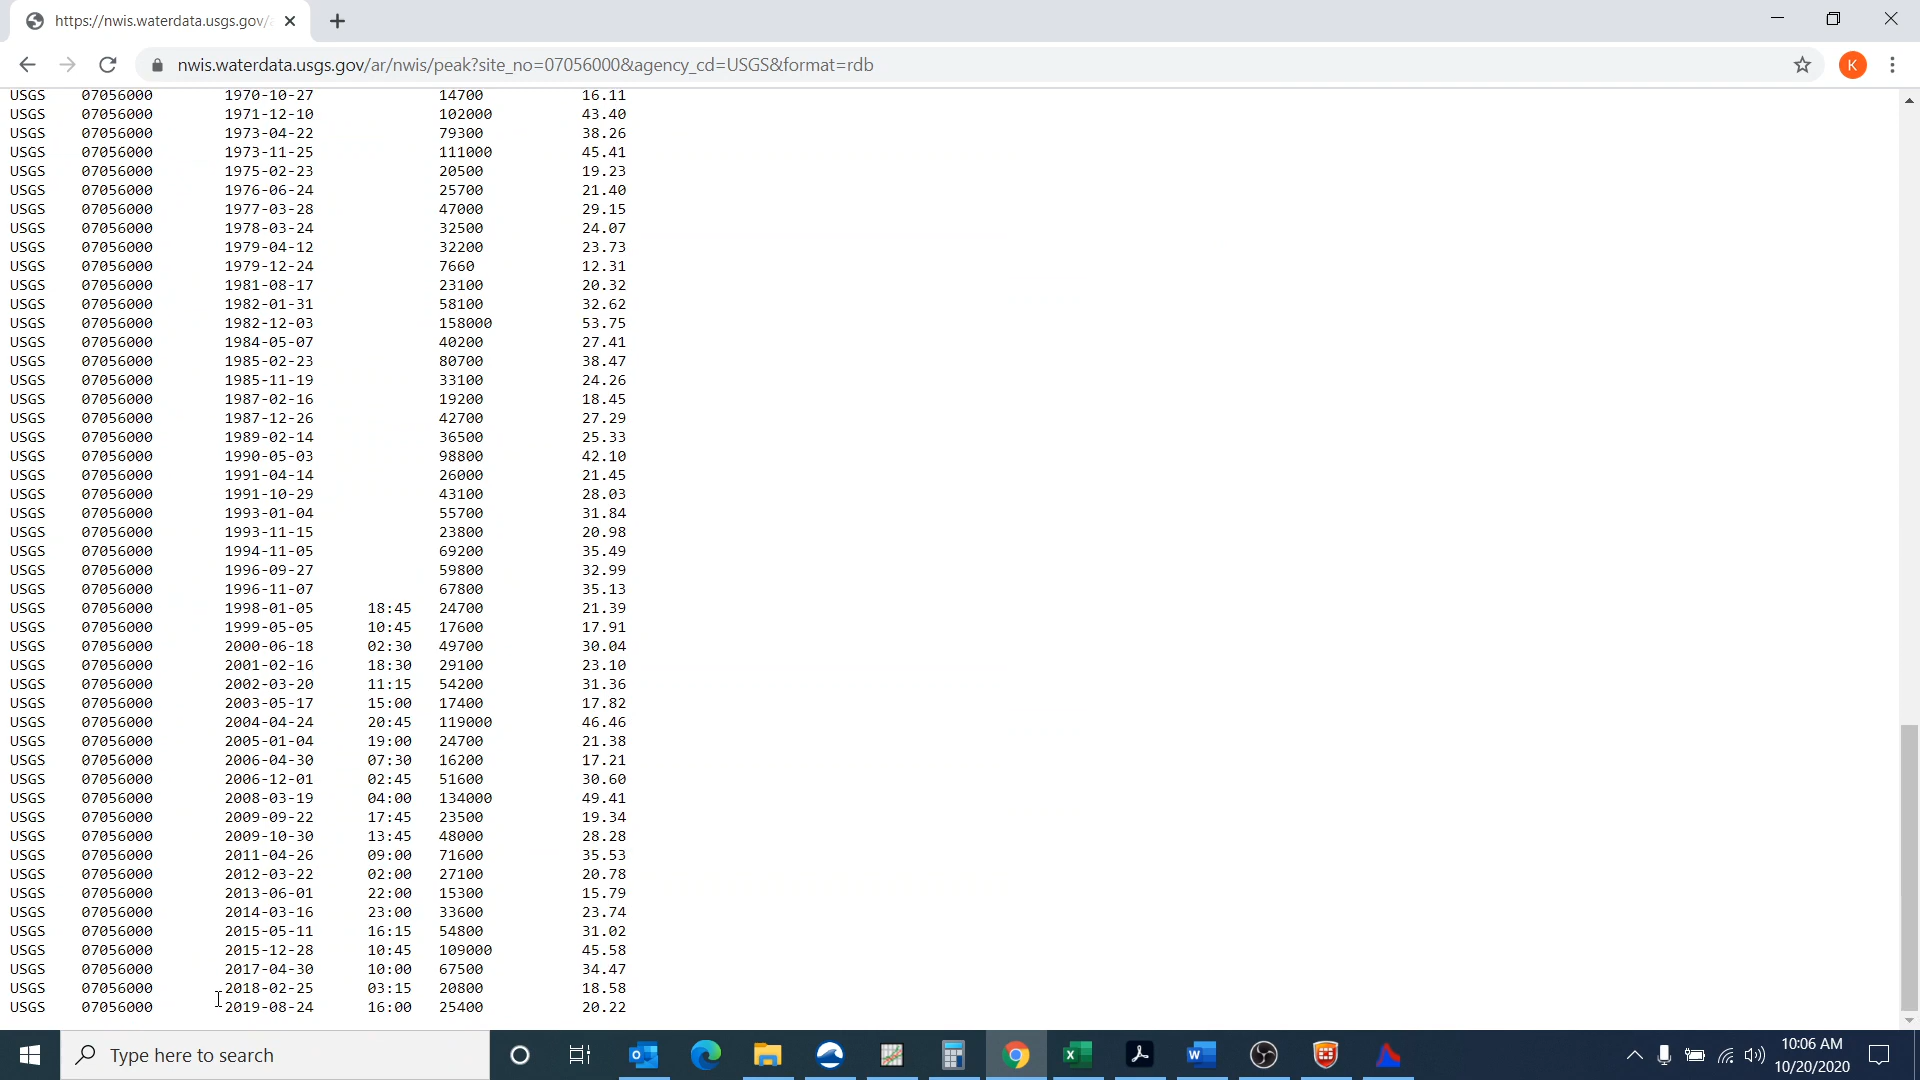 https://nwis.waterdata.usgs.gov/a
nwis.waterdata.usgs.gov/ar/nwis/peak?site_no=07056000&agency_cd=USGS&format=rdb
K
USGS 07056000 1970-10-27 14700 16.11
USGS 07056000 1971-12-10 102000 43.40
USGS 07056000 1973-04-22 79300 38.26
USGS 07056000 1973-11-25 111000 45.41
USGS 07056000 1975-02-23 20500 19.23
USGS 07056000 1976-06-24 25700 21.40
USGS 07056000 1977-03-28 47000 29.15
USGS 07056000 1978-03-24 32500 24.07
USGS 07056000 1979-04-12 32200 23.73
USGS 07056000 1979-12-24 7660 12.31
USGS 07056000 1981-08-17 23100 20.32
USGS 07056000 1982-01-31 58100 32.62
USGS 07056000 1982-12-03 158000 53.75
USGS 07056000 1984-05-07 40200 27.41
USGS 07056000 1985-02-23 80700 38.47
USGS 07056000 1985-11-19 33100 24.26
USGS 07056000 1987-02-16 19200 18.45
USGS 07056000 1987-12-26 42700 27.29
USGS 07056000 1989-02-14 36500 25.33
USGS 07056000 1990-05-03 98800 42.10
USGS 07056000 1991-04-14 26000 21.45
USGS 07056000 1991-10-29 43100 28.03
USGS 07056000 1993-01-04 55700 31.84
USGS 07056000 1993-11-15 23800 20.98
USGS 07056000 1994-11-05 69200 35.49
USGS 07056000 1996-09-27 59800 32.99
USGS 07056000 1996-11-07 67800 35.13
USGS 07056000 1998-01-05 18:45 24700 21.39
USGS 07056000 1999-05-05 10:45 17600 17.91
USGS 07056000 2000-06-18 02:30 49700 30.04
USGS 07056000 2001-02-16 18:30 29100 23.10
USGS 07056000 2002-03-20 11:15 54200 31.36
USGS 07056000 2003-05-17 15:00 17400 17.82
USGS 07056000 2004-04-24 20:45 119000 46.46
USGS 07056000 2005-01-04 19:00 24700 21.38
USGS 07056000 2006-04-30 07:30 16200 17.21
USGS 07056000 2006-12-01 02:45 51600 30.60
USGS 07056000 2008-03-19 04:00 134000 49.41
USGS 07056000 2009-09-22 17:45 23500 19.34
USGS 07056000 2009-10-30 13:45 48000 28.28
USGS 07056000 2011-04-26 09:00 71600 35.53
USGS 07056000 2012-03-22 02:00 27100 20.78
USGS 07056000 2013-06-01 22:00 15300 15.79
USGS 07056000 2014-03-16 23:00 33600 23.74
USGS 07056000 2015-05-11 16:15 54800 31.02
USGS 07056000 2015-12-28 10:45 109000 45.58
USGS 07056000 2017-04-30 10:00 67500 34.47
USGS 07056000 2018-02-25 03:15 20800 18.58
USGS 07056000 2019-08-24 16:00 25400 20.22
Type here to search
10:06 AM
10/20/2020